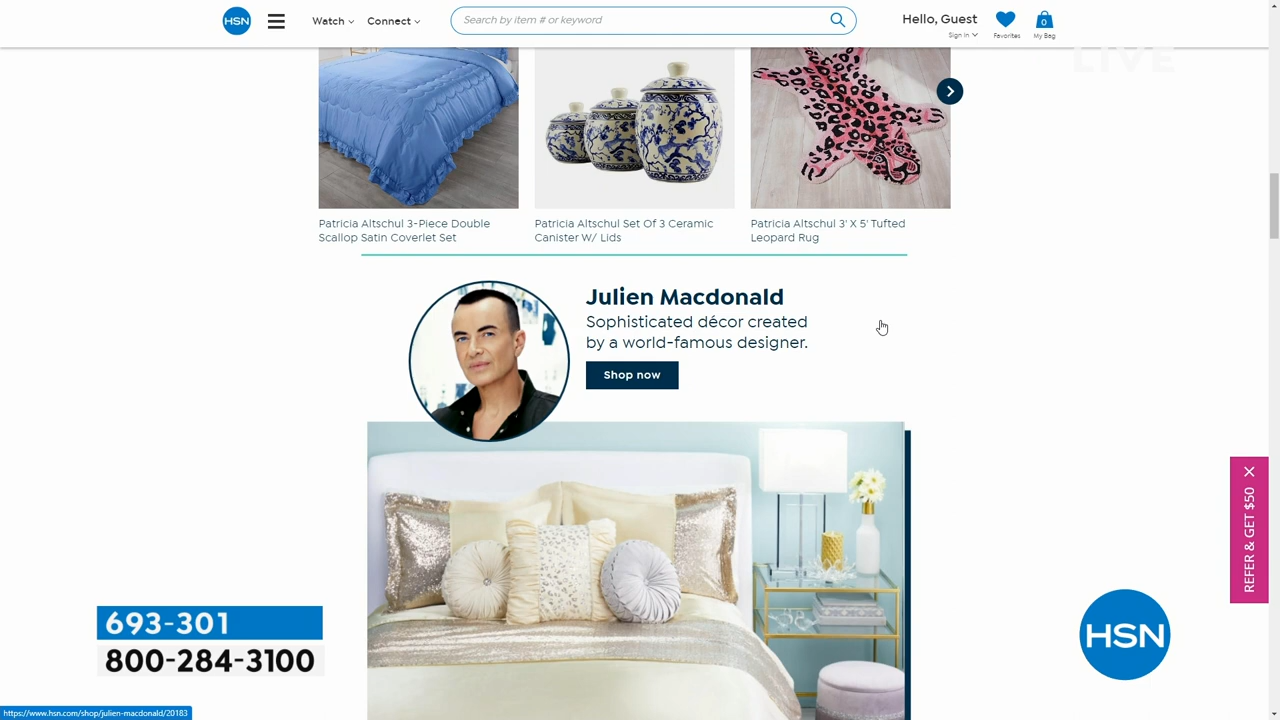 HSN
Watch
Connect
Search by item # or keyword
Hello, Guest
Sign In
Favorites
0
My Bag
LIVE
Patricia Altschul 3-Piece Double
Scallop Satin Coverlet Set
Patricia Altschul Set Of 3 Ceramic
Canister W/ Lids
Patricia Altschul 3' X 5' Tufted
Leopard Rug
Julien Macdonald
Sophisticated décor created
by a world-famous designer.
Shop now
REFER & GET $50
693-301
800-284-3100
HSN
https://www.hsn.com/shop/julien-macdonald/20183